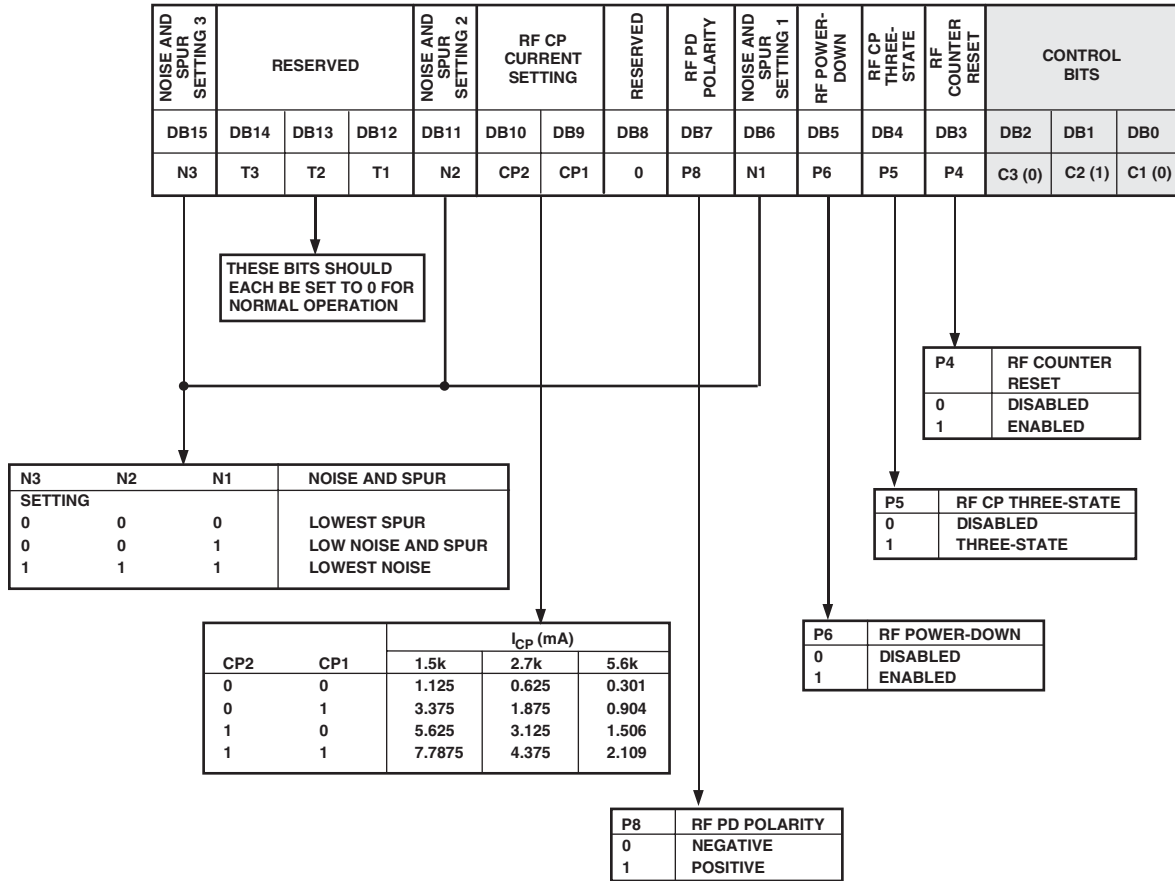 NOISE AND
SPUR
SETTING 3
RESERVED
NOISE AND
SPUR
SETTING 2
RF CP
CURRENT
SETTING
RESERVED
RF PD
POLARITY
NOISE AND
SPUR
SETTING 1
RF POWER-
DOWN
RF CP
THREE-
STATE
RF
COUNTER
RESET
CONTROL
BITS
DB15 DB14 DB13 DB12 DB11 DB10 DB9 DB8 DB7 DB6 DB5 DB4 DB3 DB2 DB1 DB0
N3 T3 T2 T1 N2 CP2 CP1 0 P8 N1 P6 P5 P4 C3 (0) C2 (1) C1 (0)
THESE BITS SHOULD
EACH BE SET TO 0 FOR
NORMAL OPERATION
P4 RF COUNTER
RESET
0 DISABLED
1 ENABLED
N3 N2 N1 NOISE AND SPUR
SETTING
0 0 0 LOWEST SPUR
0 0 1 LOW NOISE AND SPUR
1 1 1 LOWEST NOISE
P5 RF CP THREE-STATE
0 DISABLED
1 THREE-STATE
ICP (mA)
CP2 CP1 1.5k 2.7k 5.6k
0 0 1.125 0.625 0.301
0 1 3.375 1.875 0.904
1 0 5.625 3.125 1.506
1 1 7.7875 4.375 2.109
P6 RF POWER-DOWN
0 DISABLED
1 ENABLED
P8 RF PD POLARITY
0 NEGATIVE
1 POSITIVE